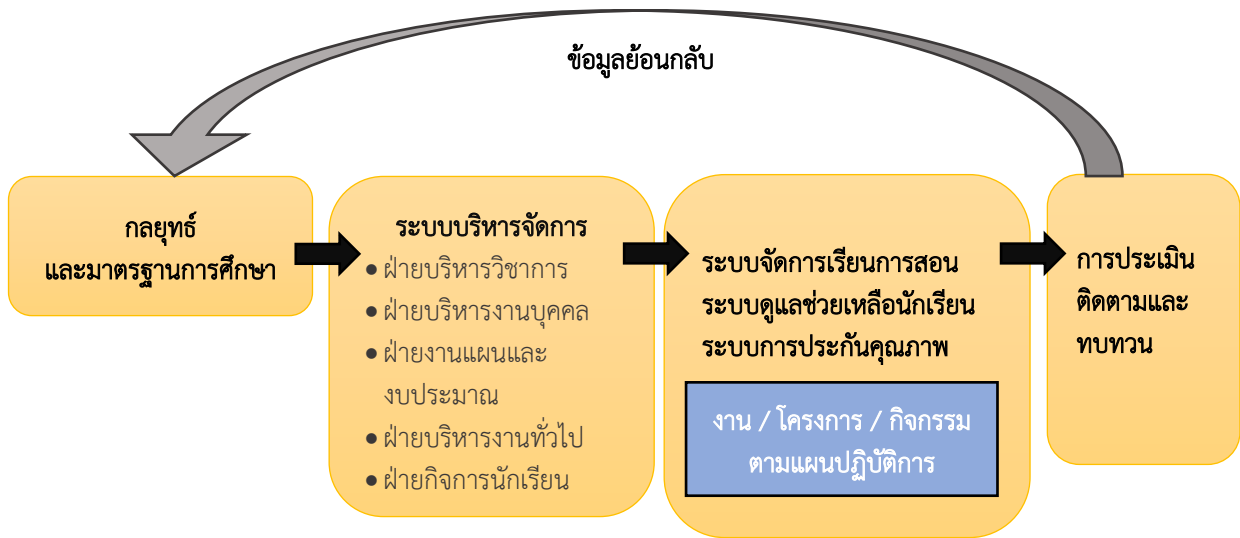 ข้อมูลย้อนกลับ
กลยุทธ์
และมาตรฐานการศึกษา
ระบบบริหารจัดการ
• ฝ่ายบริหารวิชาการ
• ฝ่ายบริหารงานบุคคล
• ฝ่ายงานแผนและ
งบประมาณ
• ฝ่ายบริหารงานทั่วไป
• ฝ่ายกิจการนักเรียน
ระบบจัดการเรียนการสอน
ระบบดูแลช่วยเหลือนักเรียน
ระบบการประกันคุณภาพ
งาน / โครงการ / กิจกรรม
ตามแผนปฏิบัติการ
การประเมิน
ติดตามและ
ทบทวน